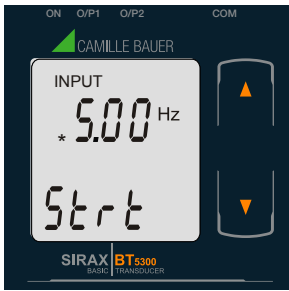 ON O/P1 O/P2 COM
CAMILLE BAUER
INPUT
* 5.00 Hz
Strt
SIRAX BT5300
BASIC TRANSDUCER